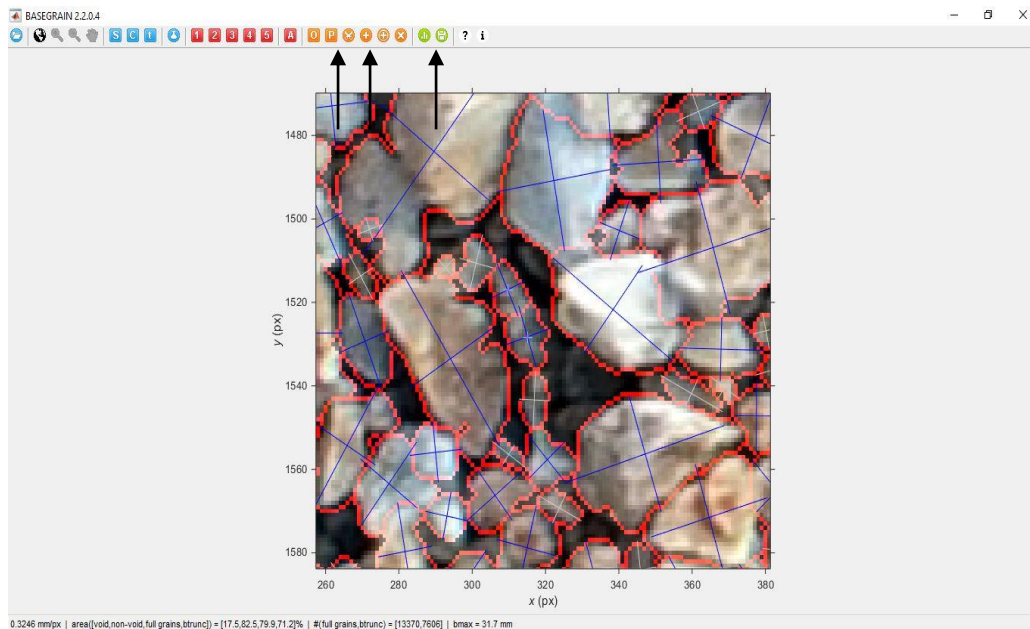 BASEGRAIN 2.2.0.4
S C t 1 2 3 4 5 A O P ? i
1480
1500
1520
1540
1560
1580
y (px)
260 280 300 320 340 360 380
x (px)
0.3246 mm/px | area([void,non-void,full grains,btrunc]) = [17.5,82.5,79.9,71.2]% | #(full grains,btrunc) = [13370,7606] | bmax = 31.7 mm